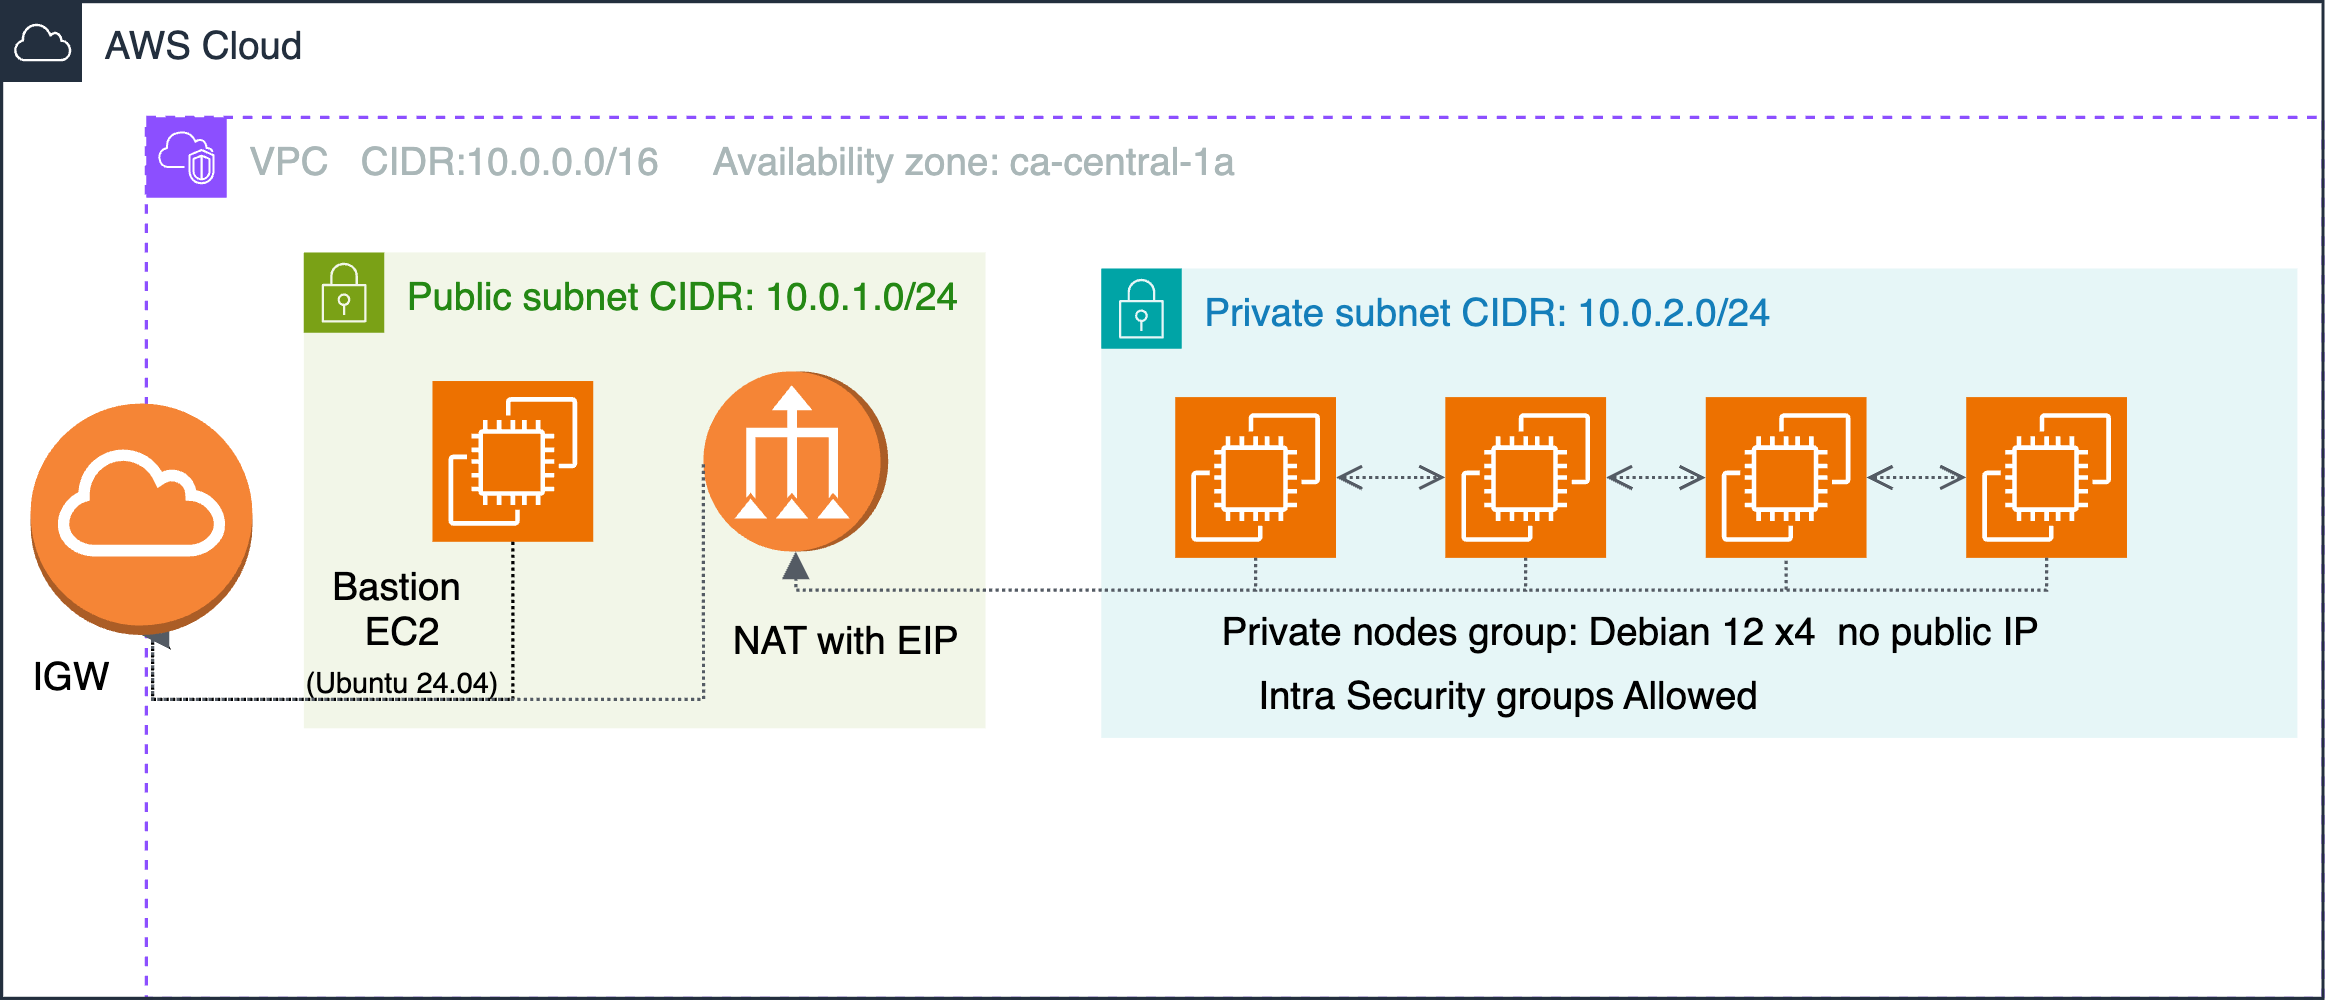 AWS Cloud
VPC CIDR:10.0.0.0/16 Availability zone: ca-central-1a
Public subnet CIDR: 10.0.1.0/24
Private subnet CIDR: 10.0.2.0/24
Bastion
EC2
(Ubuntu 24.04)
NAT with EIP
IGW
Private nodes group: Debian 12 x4 no public IP
Intra Security groups Allowed